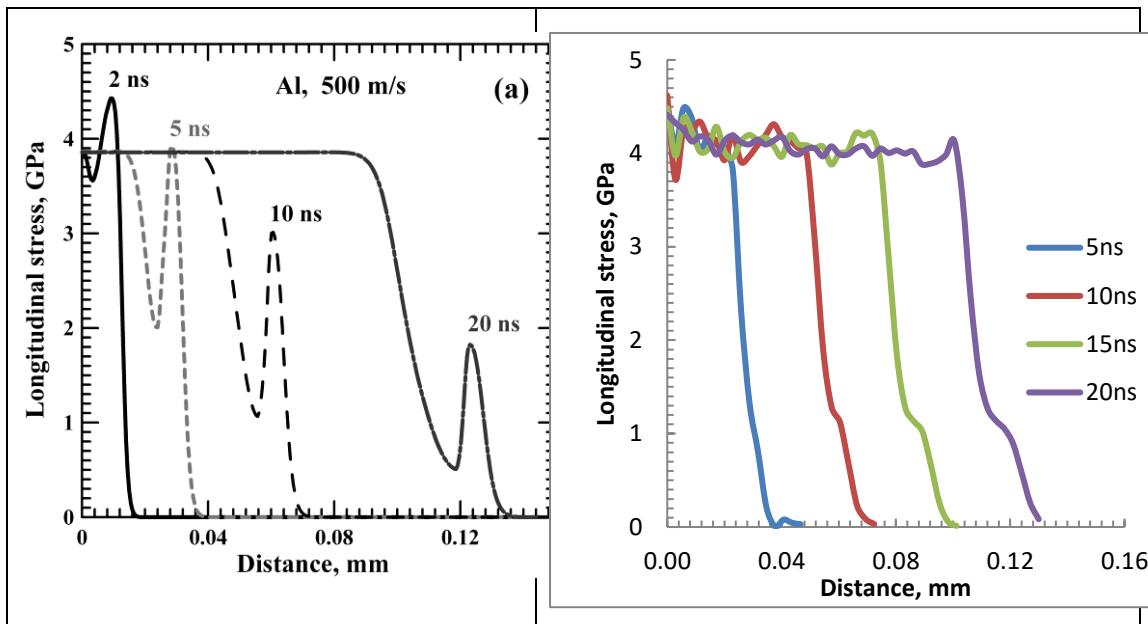 5
4
3
2
1
0
2 ns
Al, 500 m/s
(a)
5 ns
10 ns
20 ns
Longitudinal stress, GPa
0
0.04
0.08
0.12
Distance, mm
5
4
3
2
1
0
Longitudinal stress, GPa
0.00
0.04
0.08
0.12
0.16
Distance, mm
5ns
10ns
15ns
20ns